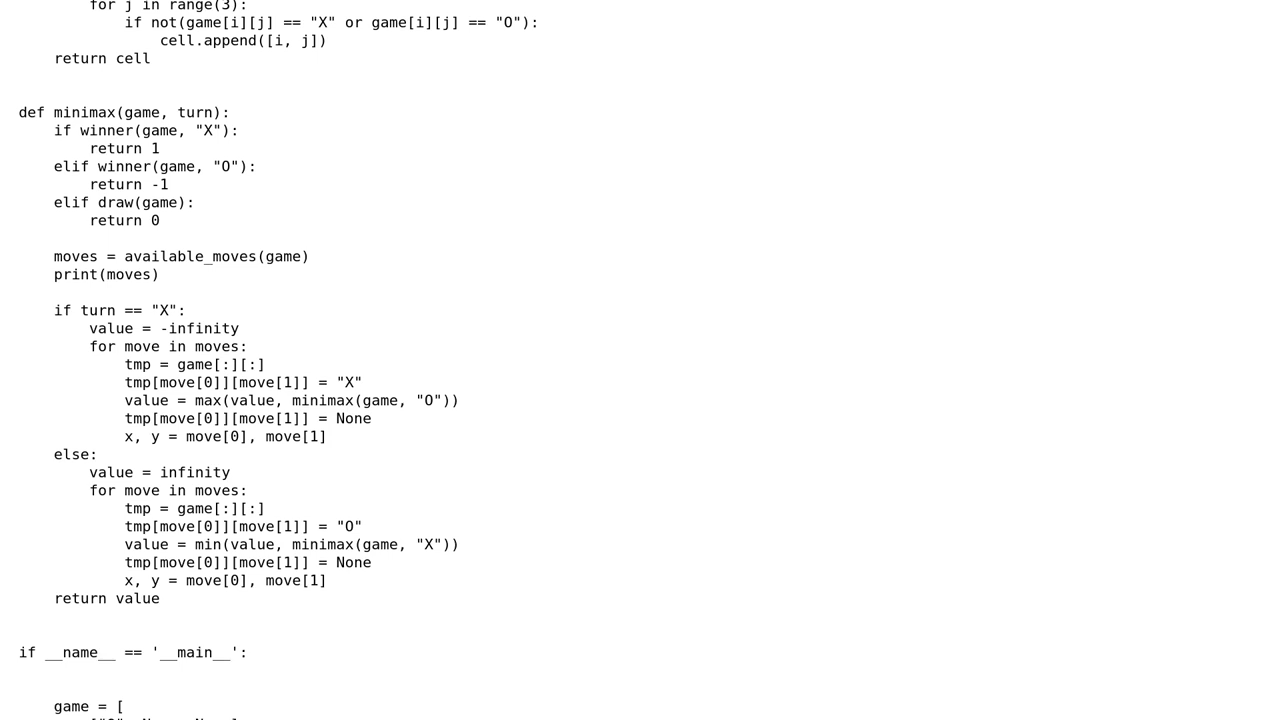 for j in range(3):
if not(game[i][j] == "X" or game[i][j] == "O"):
cell.append([i, j])
return cell
def minimax(game, turn):
if winner(game, "X"):
return 1
elif winner(game, "O"):
return -1
elif draw(game):
return 0
moves = available_moves(game)
print(moves)
if turn == "X":
value = -infinity
for move in moves:
tmp = game[:][:]
tmp[move[0]][move[1]] = "X"
value = max(value, minimax(game, "O"))
tmp[move[0]][move[1]] = None
x, y = move[0], move[1]
else:
value = infinity
for move in moves:
tmp = game[:][:]
tmp[move[0]][move[1]] = "O"
value = min(value, minimax(game, "X"))
tmp[move[0]][move[1]] = None
x, y = move[0], move[1]
return value
if __name__ == '__main__':
game = [